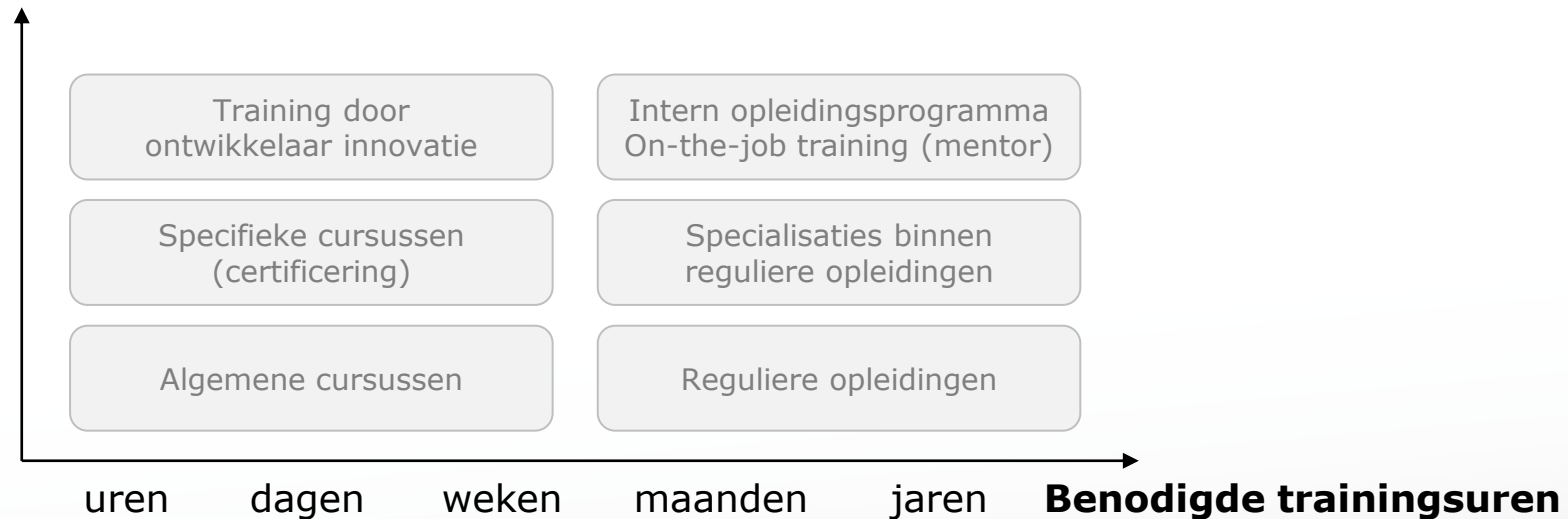 Training door
ontwikkelaar innovatie
Intern opleidingsprogramma
On-the-job training (mentor)
Specifieke cursussen
(certificering)
Specialisaties binnen
reguliere opleidingen
Algemene cursussen
Reguliere opleidingen
uren dagen weken maanden jaren Benodigde trainingsuren